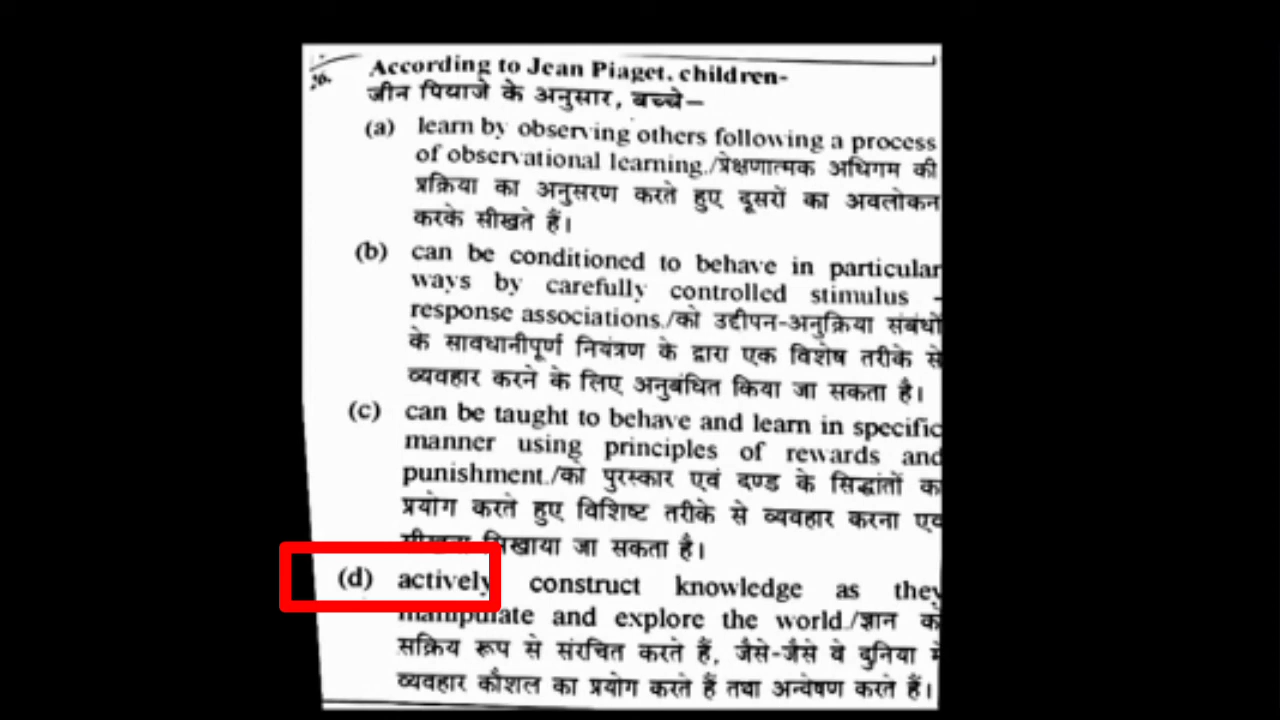 26. According to Jean Piaget, children-
जीन पियाजे के अनुसार, बच्चे–
(a) learn by observing others following a process
of observational learning./प्रेक्षणात्मक अधिगम की
प्रक्रिया का अनुसरण करते हुए दूसरों का अवलोकन
करके सीखते हैं।
(b) can be conditioned to behave in particular
ways by carefully controlled stimulus -
response associations./को उद्दीपन-अनुक्रिया संबंधों
के सावधानीपूर्ण नियंत्रण के द्वारा एक विशेष तरीके से
व्यवहार करने के लिए अनुबंधित किया जा सकता है।
(c) can be taught to behave and learn in specific
manner using principles of rewards and
punishment./को पुरस्कार एवं दण्ड के सिद्धांतों का
प्रयोग करते हुए विशिष्ट तरीके से व्यवहार करना एवं
सीखना सिखाया जा सकता है।
(d) actively construct knowledge as they
manipulate and explore the world./ज्ञान को
सक्रिय रूप से संरचित करते हैं, जैसे-जैसे वे दुनिया में
व्यवहार कौशल का प्रयोग करते हैं तथा अन्वेषण करते हैं।